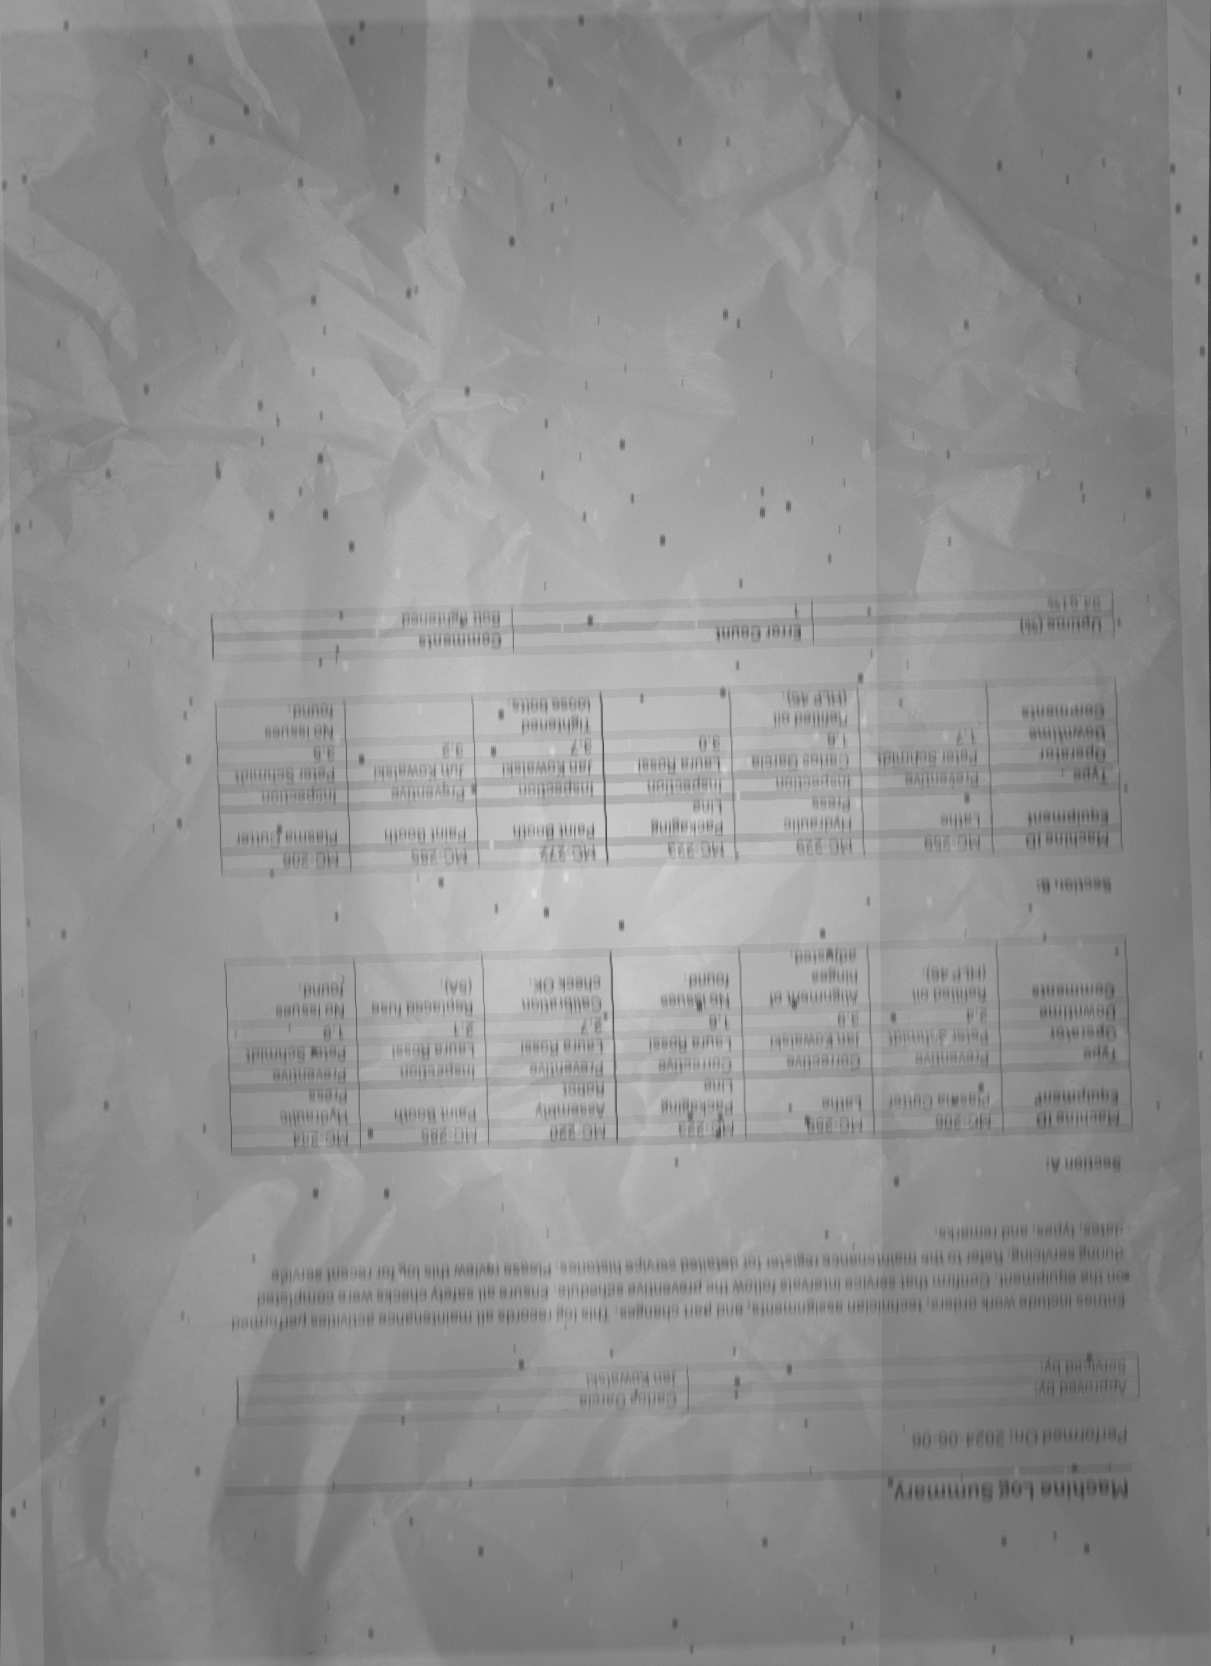 Machine Log Summary
Performed On: 2024-06-06
Approved by: Carlos Garcia
Serviced by: Jan Kowalski
Entries include work orders, technician assignments, and part changes. This log records all maintenance activities performed
on the equipment. Confirm that service intervals follow the preventive schedule. Ensure all safety checks were completed
during servicing. Refer to the maintenance register for detailed service histories. Please review this log for recent service
dates, types, and remarks.
Section A:
Machine ID MC-206 MC-259 MC-223 MC-220 MC-285
Equipment Plasma Cutter Lathe Packaging Assembly Paint Booth Hydraulic
Line Robot Press
Type Preventive Corrective Corrective Preventive Inspection Preventive
Operator Peter Schmidt Jan Kowalski Laura Rossi Laura Rossi Laura Rossi Peter Schmidt
Downtime 2.4 3.9 1.6 2.7 2.1 1.8
Comments Refilled oil Alignment of No issues Calibration Replaced fuse No issues
(HLP 46). hinges found. check OK. (5A). found.
adjusted.
Section B:
Machine ID MC-259 MC-229 MC-223 MC-272 MC-285 MC-206
Equipment Lathe Hydraulic Packaging Paint Booth Paint Booth Plasma Cutter
Press Line
Type Preventive Inspection Inspection Inspection Preventive Inspection
Operator Peter Schmidt Carlos Garcia Laura Rossi Jan Kowalski Jan Kowalski Peter Schmidt
Downtime 1.7 1.8 3.0 3.7 3.2 3.5
Comments Refilled oil Tightened No issues
(HLP 46). loose bolts. found.
Uptime (%) Error Count Comments
94.61% 1 Bolt tightened